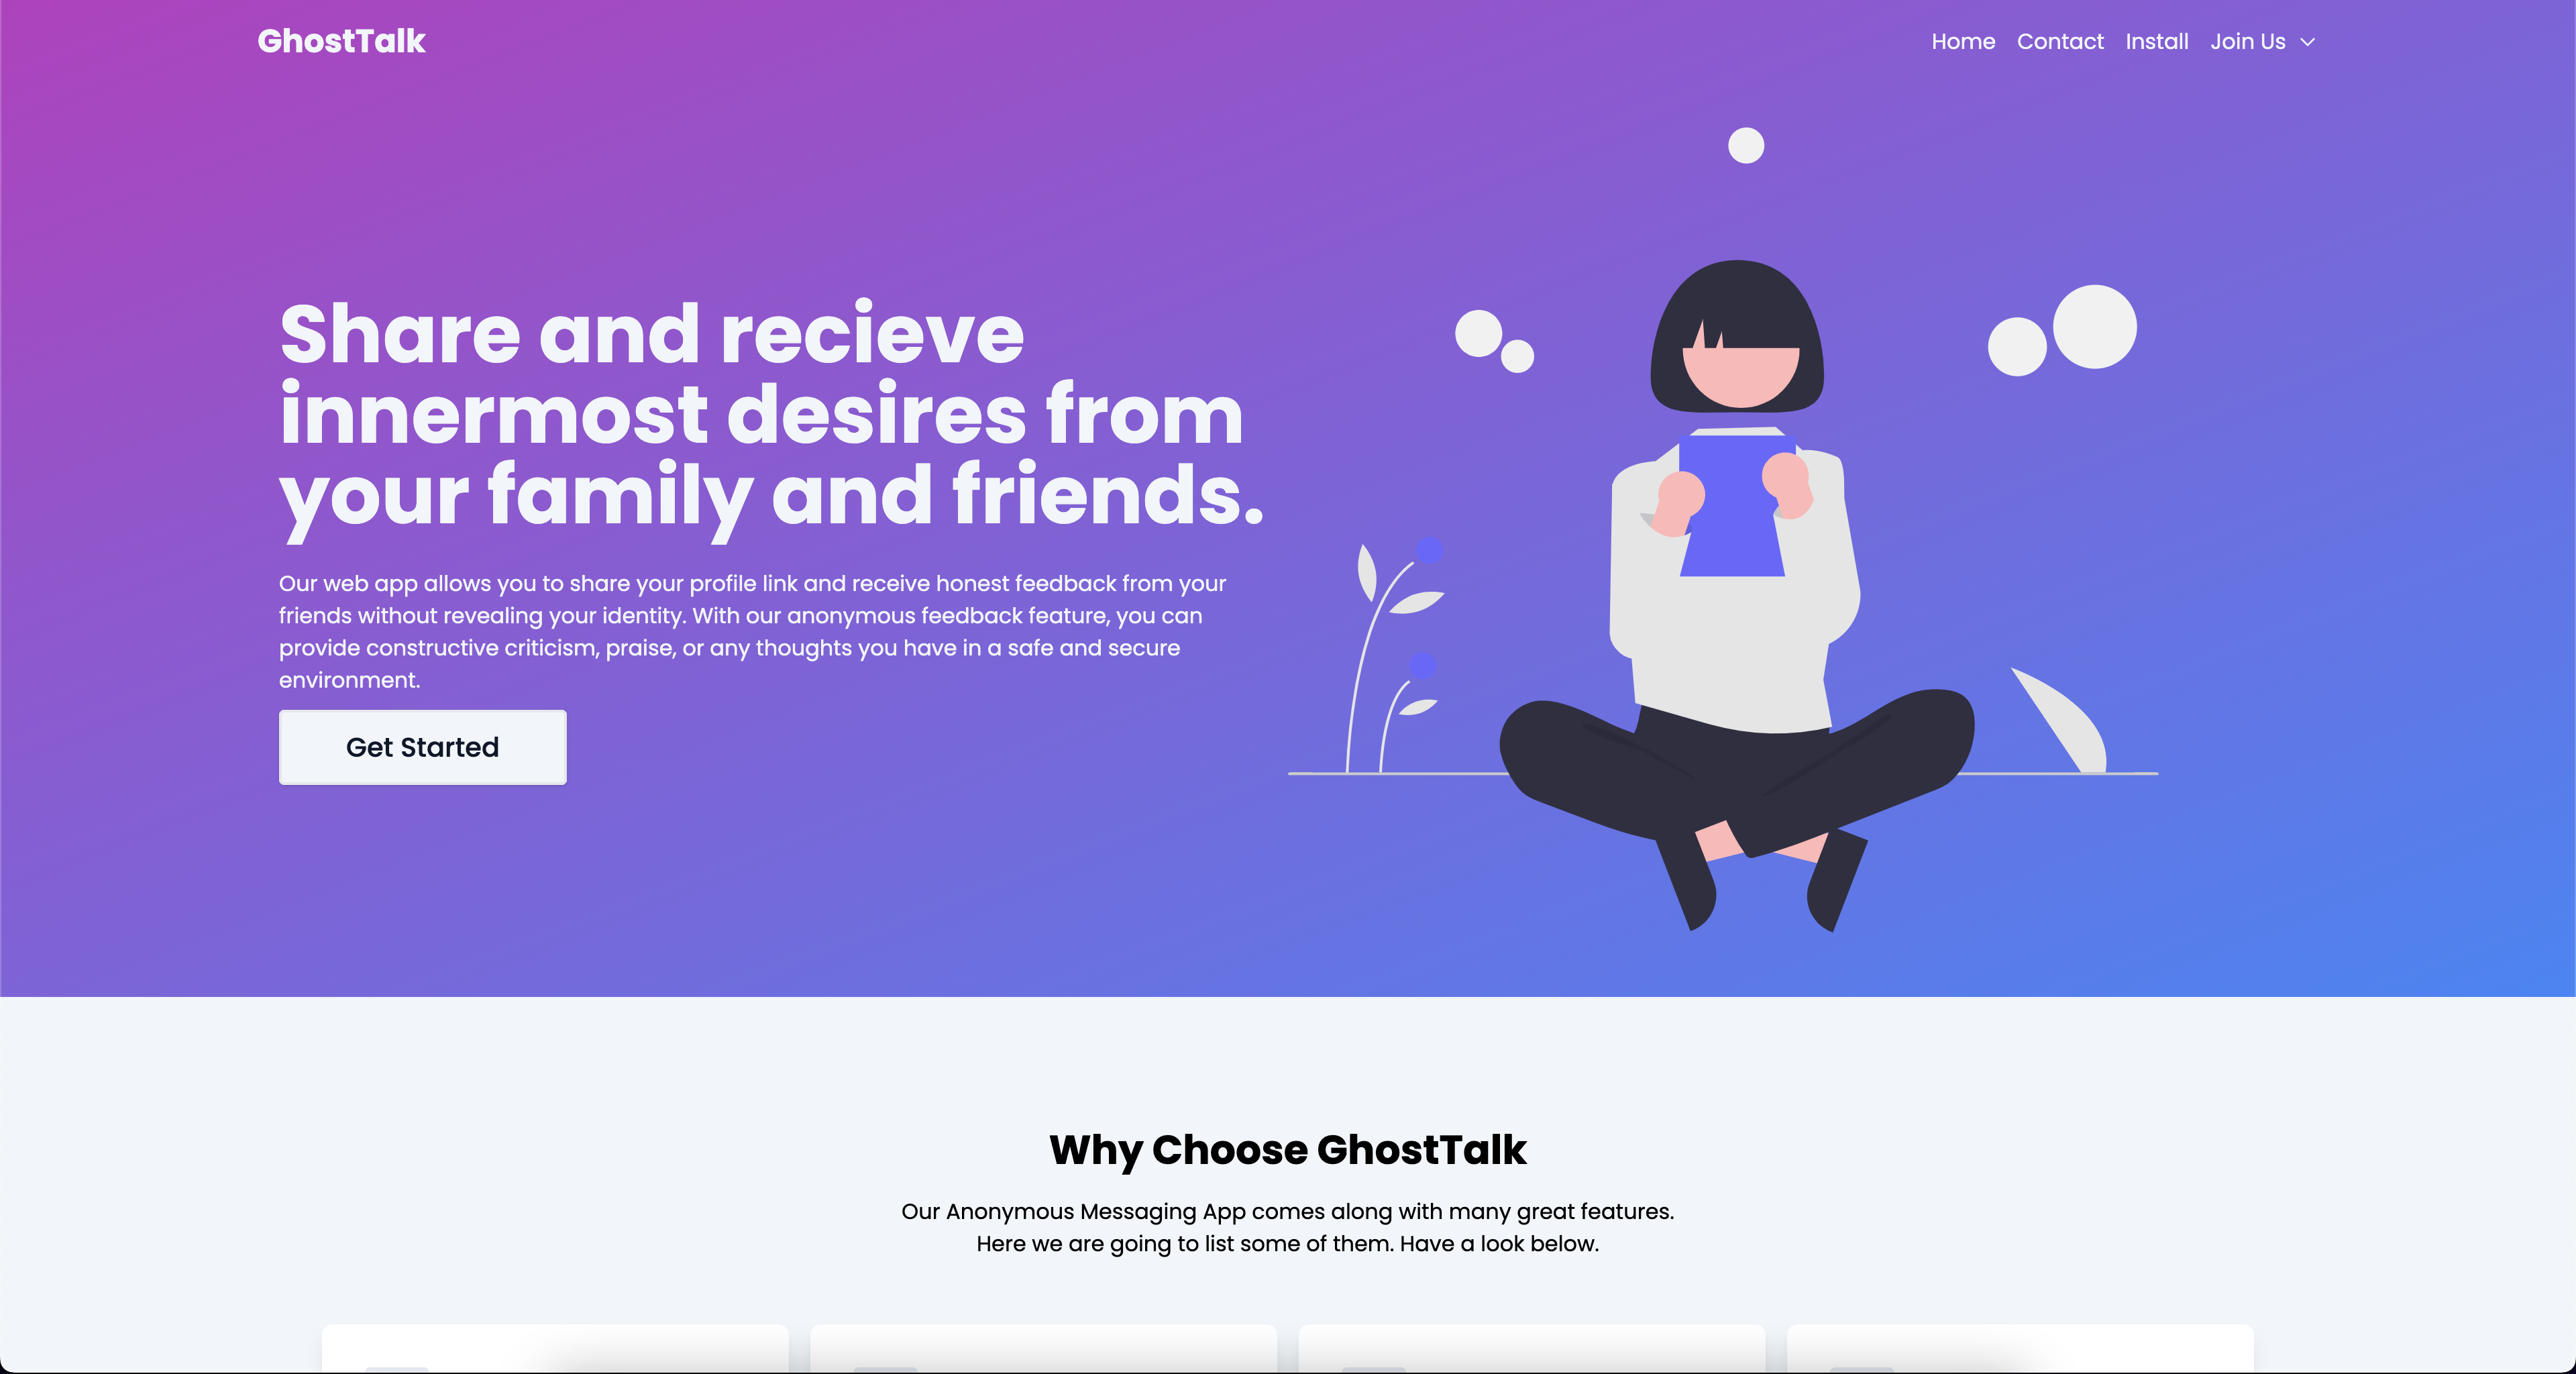 GhostTalk
Home Contact Install Join Us
Share and recieve
innermost desires from
your family and friends.
Our web app allows you to share your profile link and receive honest feedback from your
friends without revealing your identity. With our anonymous feedback feature, you can
provide constructive criticism, praise, or any thoughts you have in a safe and secure
environment.
Get Started
Why Choose GhostTalk
Our Anonymous Messaging App comes along with many great features.
Here we are going to list some of them. Have a look below.